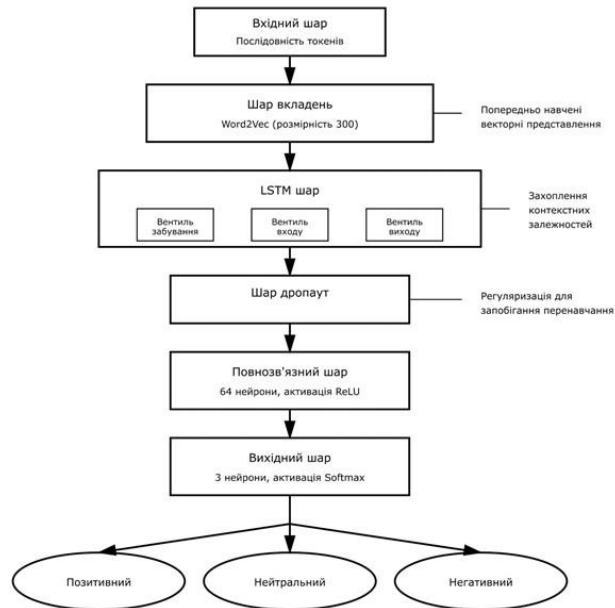 Вхідний шар
Послідовність токенів
Шар вкладень
Word2Vec (розмірність 300)
Попередньо навчені
векторні представлення
LSTM шар
Вентиль
забування
Вентиль
входу
Вентиль
виходу
Захоплення
контекстних
залежностей
Шар дропаут
Регуляризація для
запобігання перенавчання
Повнозв'язний шар
64 нейрони, активація ReLU
Вихідний шар
3 нейрони, активація Softmax
Позитивний
Нейтральний
Негативний